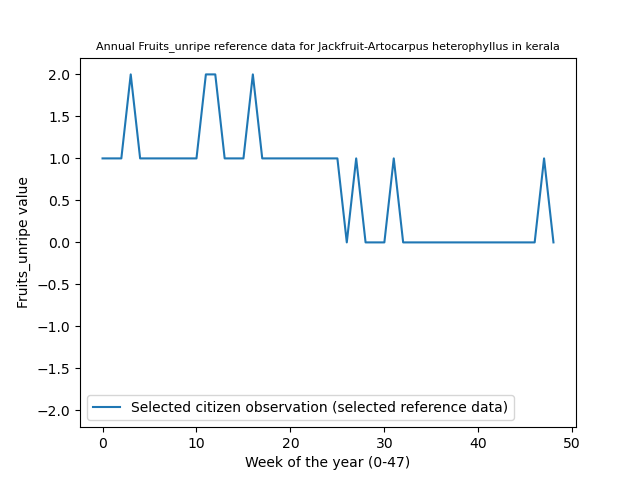 Annual Fruits_unripe reference data for Jackfruit-Artocarpus heterophyllus in kerala
2.0
1.5
1.0
0.5
0.0
−0.5
−1.0
−1.5
−2.0
Fruits_unripe value
Selected citizen observation (selected reference data)
0 10 20 30 40 50
Week of the year (0-47)